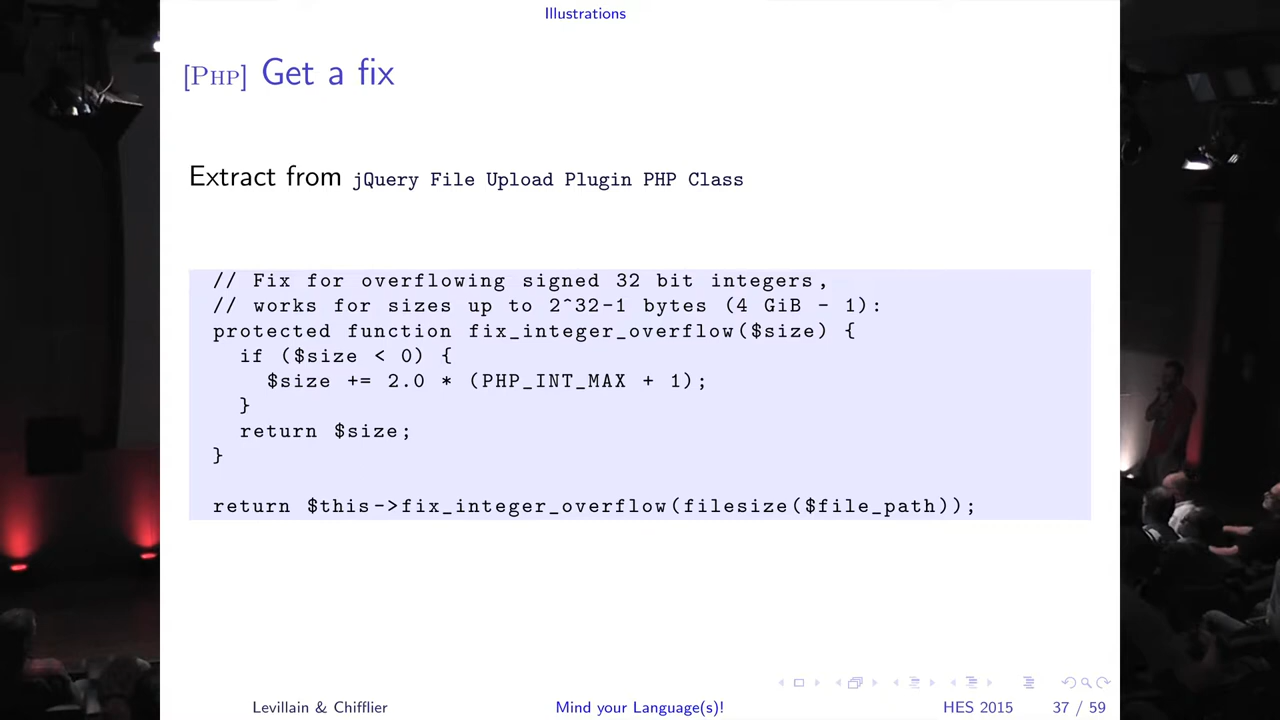 Illustrations
[PHP] Get a fix
Extract from jQuery File Upload Plugin PHP Class
// Fix for overflowing signed 32 bit integers,
// works for sizes up to 2^32-1 bytes (4 GiB - 1):
protected function fix_integer_overflow($size) {
if ($size < 0) {
$size += 2.0 * (PHP_INT_MAX + 1);
}
return $size;
}
return $this->fix_integer_overflow(filesize($file_path));
Levillain & Chifflier Mind your Language(s)! HES 2015 37 / 59